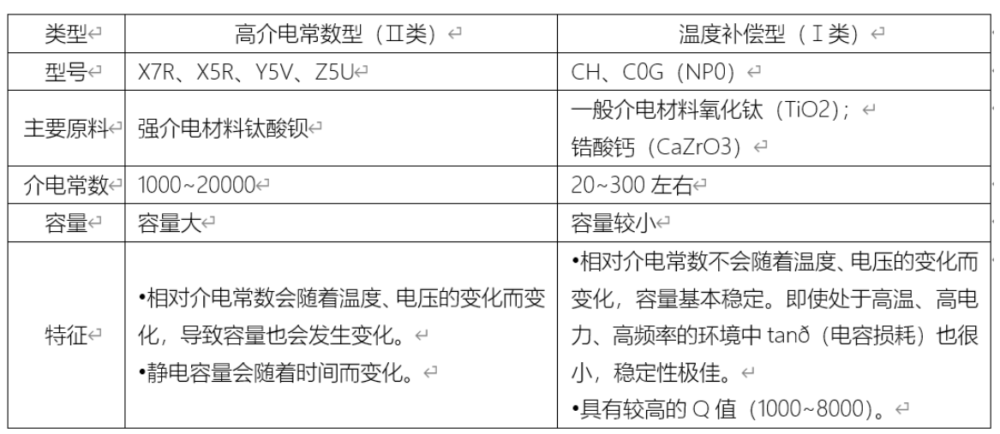 类型 高介电常数型（Ⅱ类） 温度补偿型（Ⅰ类）
型号 X7R、X5R、Y5V、Z5U CH、C0G（NP0）
主要原料 强介电材料钛酸钡 一般介电材料氧化钛（TiO2）；
锆酸钙（CaZrO3）
介电常数 1000~20000 20~300 左右
容量 容量大 容量较小
特征
•相对介电常数会随着温度、电压的变化而变
化，导致容量也会发生变化。
•静电容量会随着时间而变化。
•相对介电常数不会随着温度、电压的变化而
变化，容量基本稳定。即使处于高温、高电
力、高频率的环境中 tanð（电容损耗）也很
小，稳定性极佳。
•具有较高的 Q 值（1000~8000）。